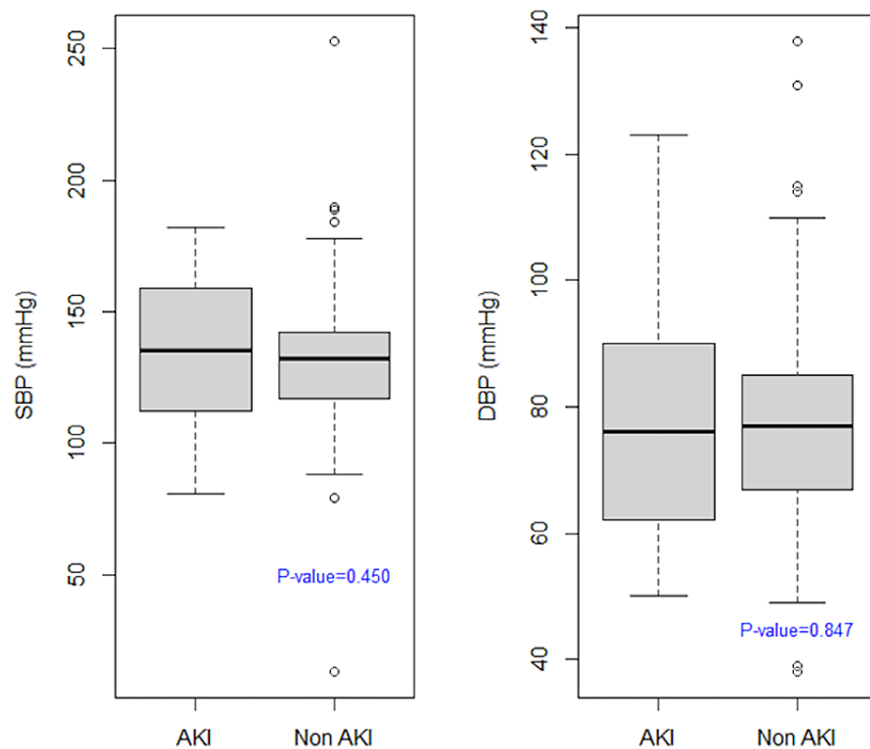 SBP (mmHg)
250
200
150
100
50
P-value=0.450
AKI
Non AKI
DBP (mmHg)
140
120
100
80
60
40
P-value=0.847
AKI
Non AKI